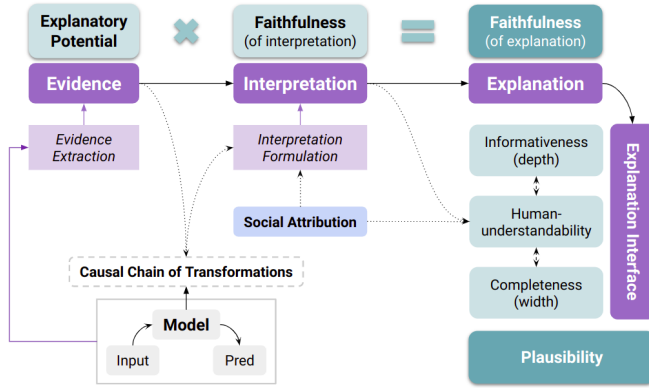 Explanatory
Potential
×
Faithfulness
(of interpretation)
=
Faithfulness
(of explanation)
Evidence
Interpretation
Explanation
Evidence
Extraction
Interpretation
Formulation
Informativeness
(depth)
Explanation Interface
Social Attribution
Human-
understandability
Causal Chain of Transformations
Completeness
(width)
Model
Input
Pred
Plausibility